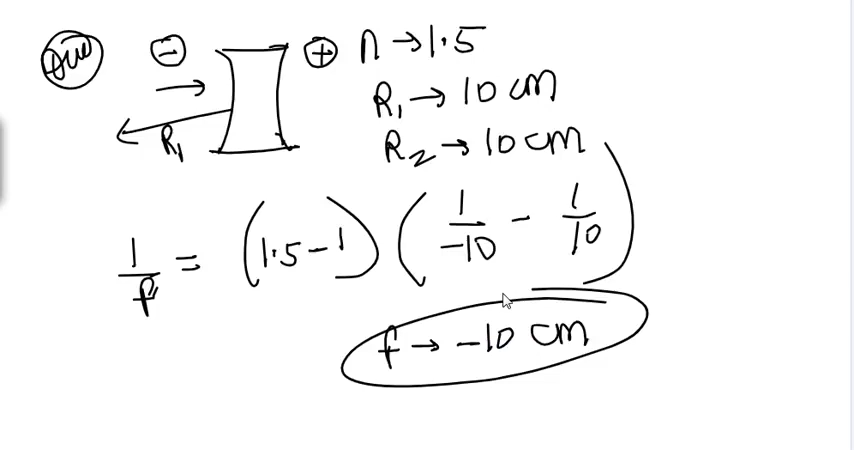 Que
⊖ ⊕ n → 1.5
R₁
R₁ → 10 cm
R₂ → 10 cm
1/f = (1.5 - 1) (1/-10 - 1/10)
f → -10 cm